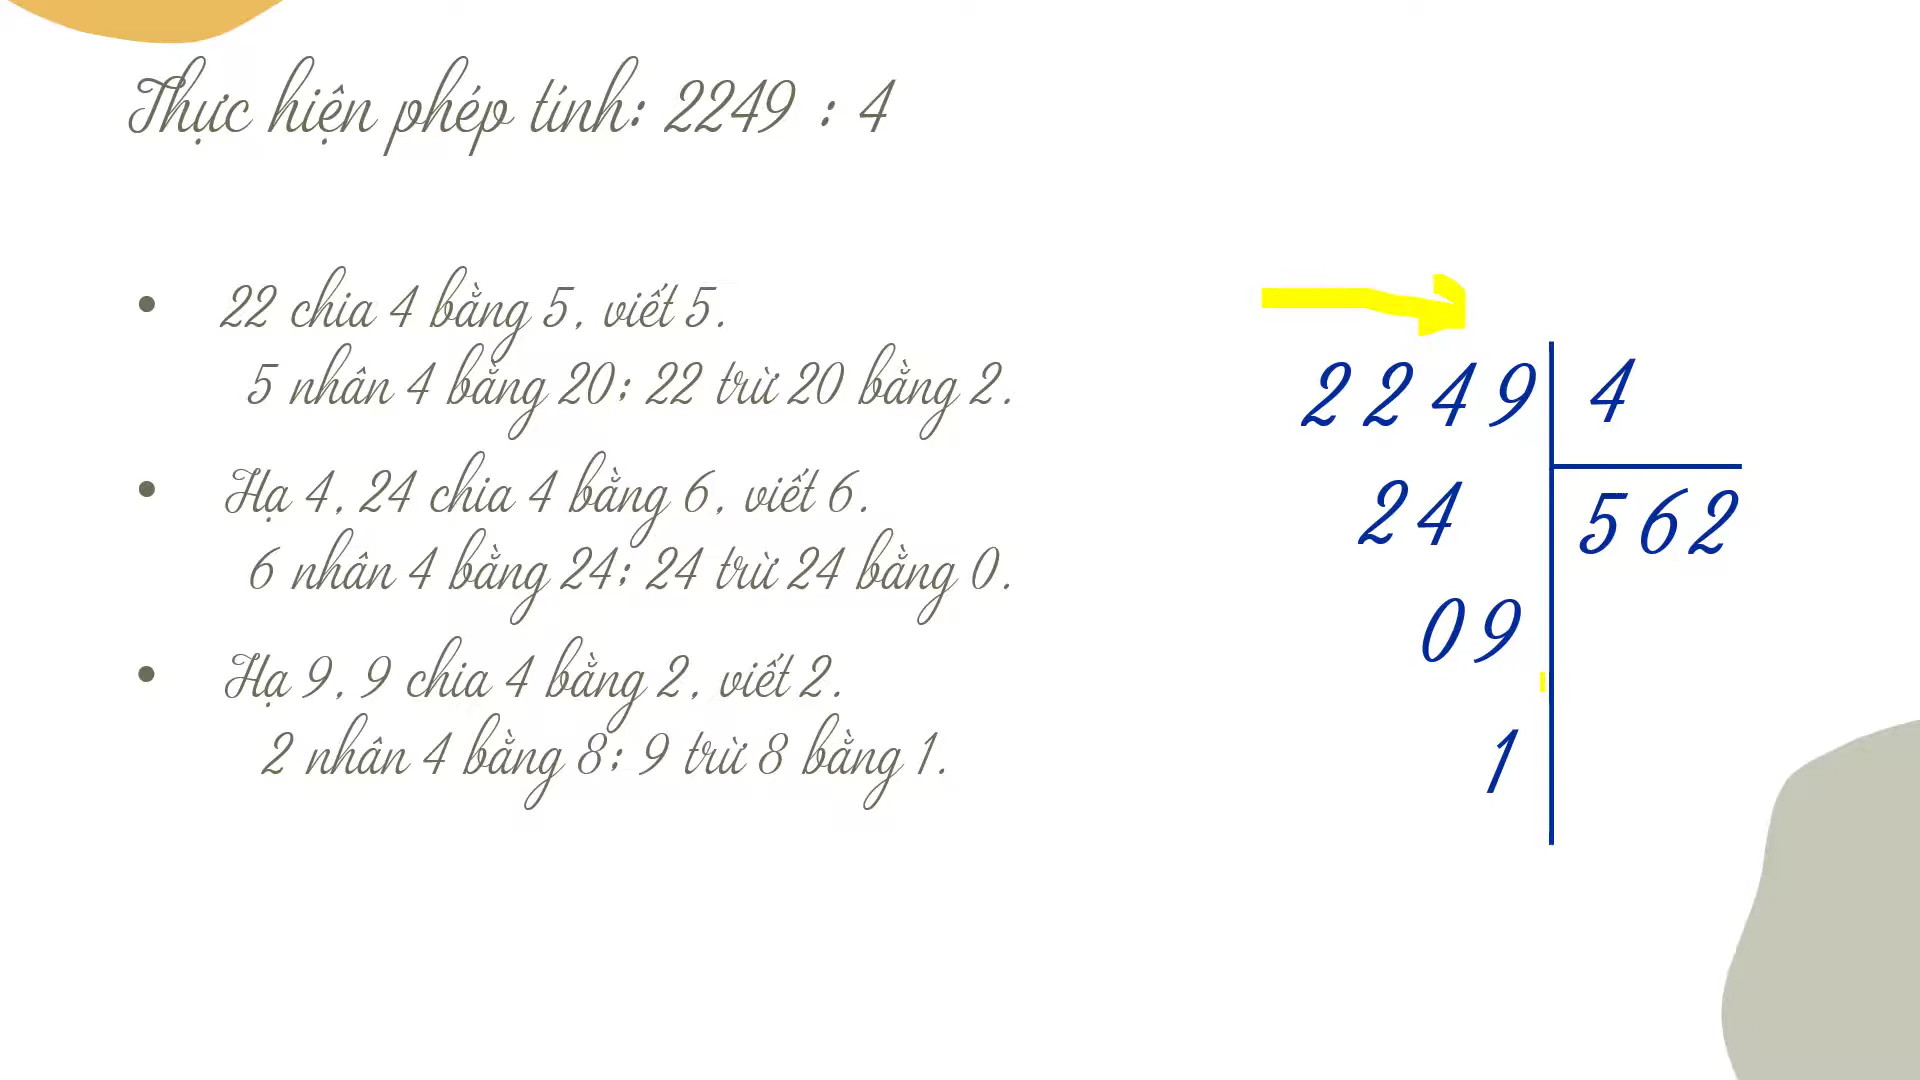 Thực hiện phép tính: 2249 : 4
• 22 chia 4 bằng 5, viết 5.
5 nhân 4 bằng 20; 22 trừ 20 bằng 2.
• Hạ 4, 24 chia 4 bằng 6, viết 6.
6 nhân 4 bằng 24; 24 trừ 24 bằng 0.
• Hạ 9, 9 chia 4 bằng 2, viết 2.
2 nhân 4 bằng 8; 9 trừ 8 bằng 1.
2249 4
24 562
09
1